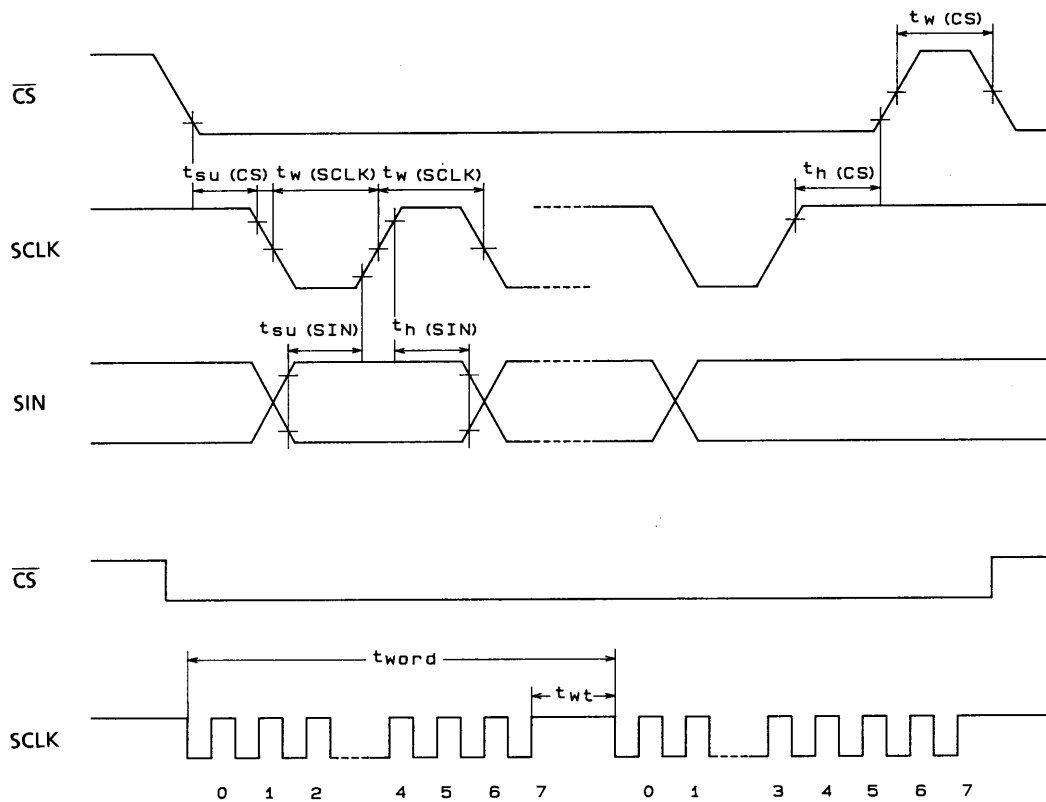 tw (CS)
CS
tsu (CS) tw (SCLK) tw (SCLK)
th (CS)
SCLK
tsu (SIN) th (SIN)
SIN
CS
tword
twt
SCLK
0 1 2 4 5 6 7 0 1 3 4 5 6 7